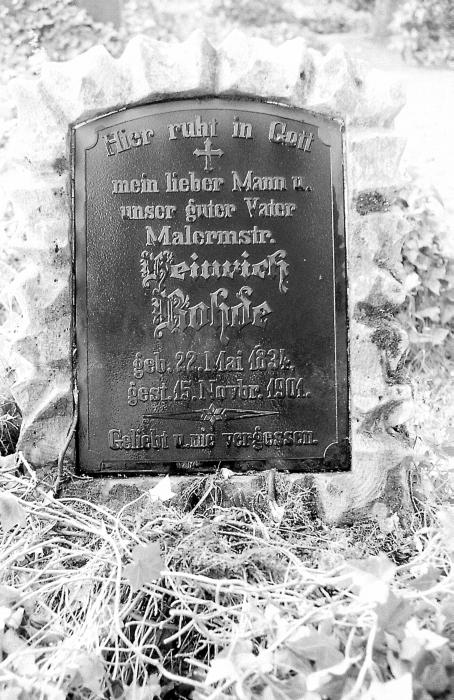 Hier ruht in Gott
mein lieber Mann u.
unser guter Vater
Malermstr.
Heinrich
Rohde
geb. 22. Mai 1834.
gest. 15. Novbr. 1901.
Geliebt u. nie vergessen.